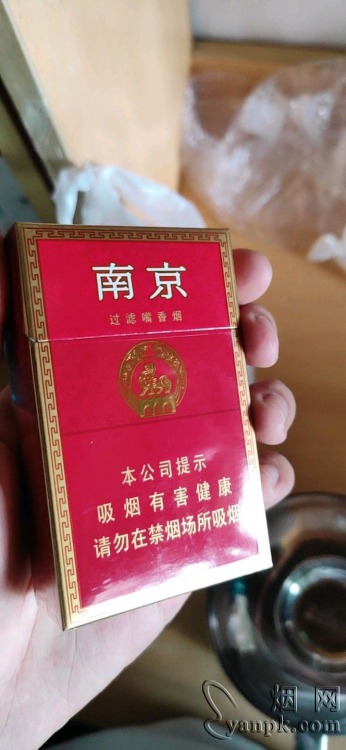 南京
过滤嘴香烟
本公司提示
吸烟有害健康
请勿在禁烟场所吸烟
烟网
yanpk.com